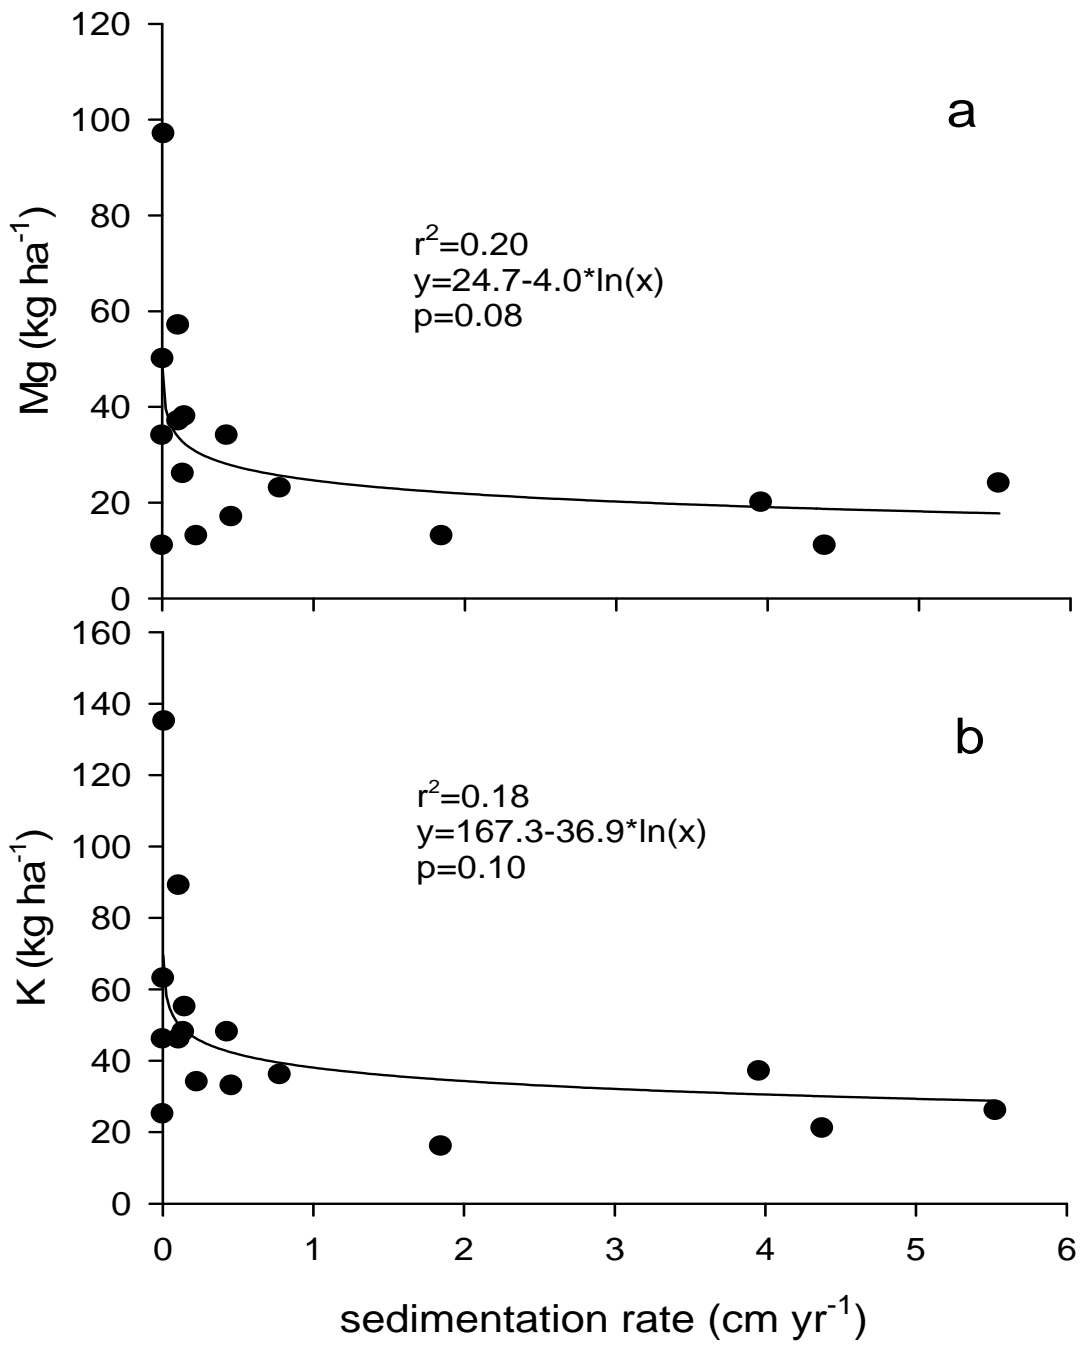 120
100
80
60
40
20
0
Mg (kg ha⁻¹)
a
r²=0.20
y=24.7-4.0*ln(x)
p=0.08
160
140
120
100
80
60
40
20
0
K (kg ha⁻¹)
b
r²=0.18
y=167.3-36.9*ln(x)
p=0.10
0 1 2 3 4 5 6
sedimentation rate (cm yr⁻¹)